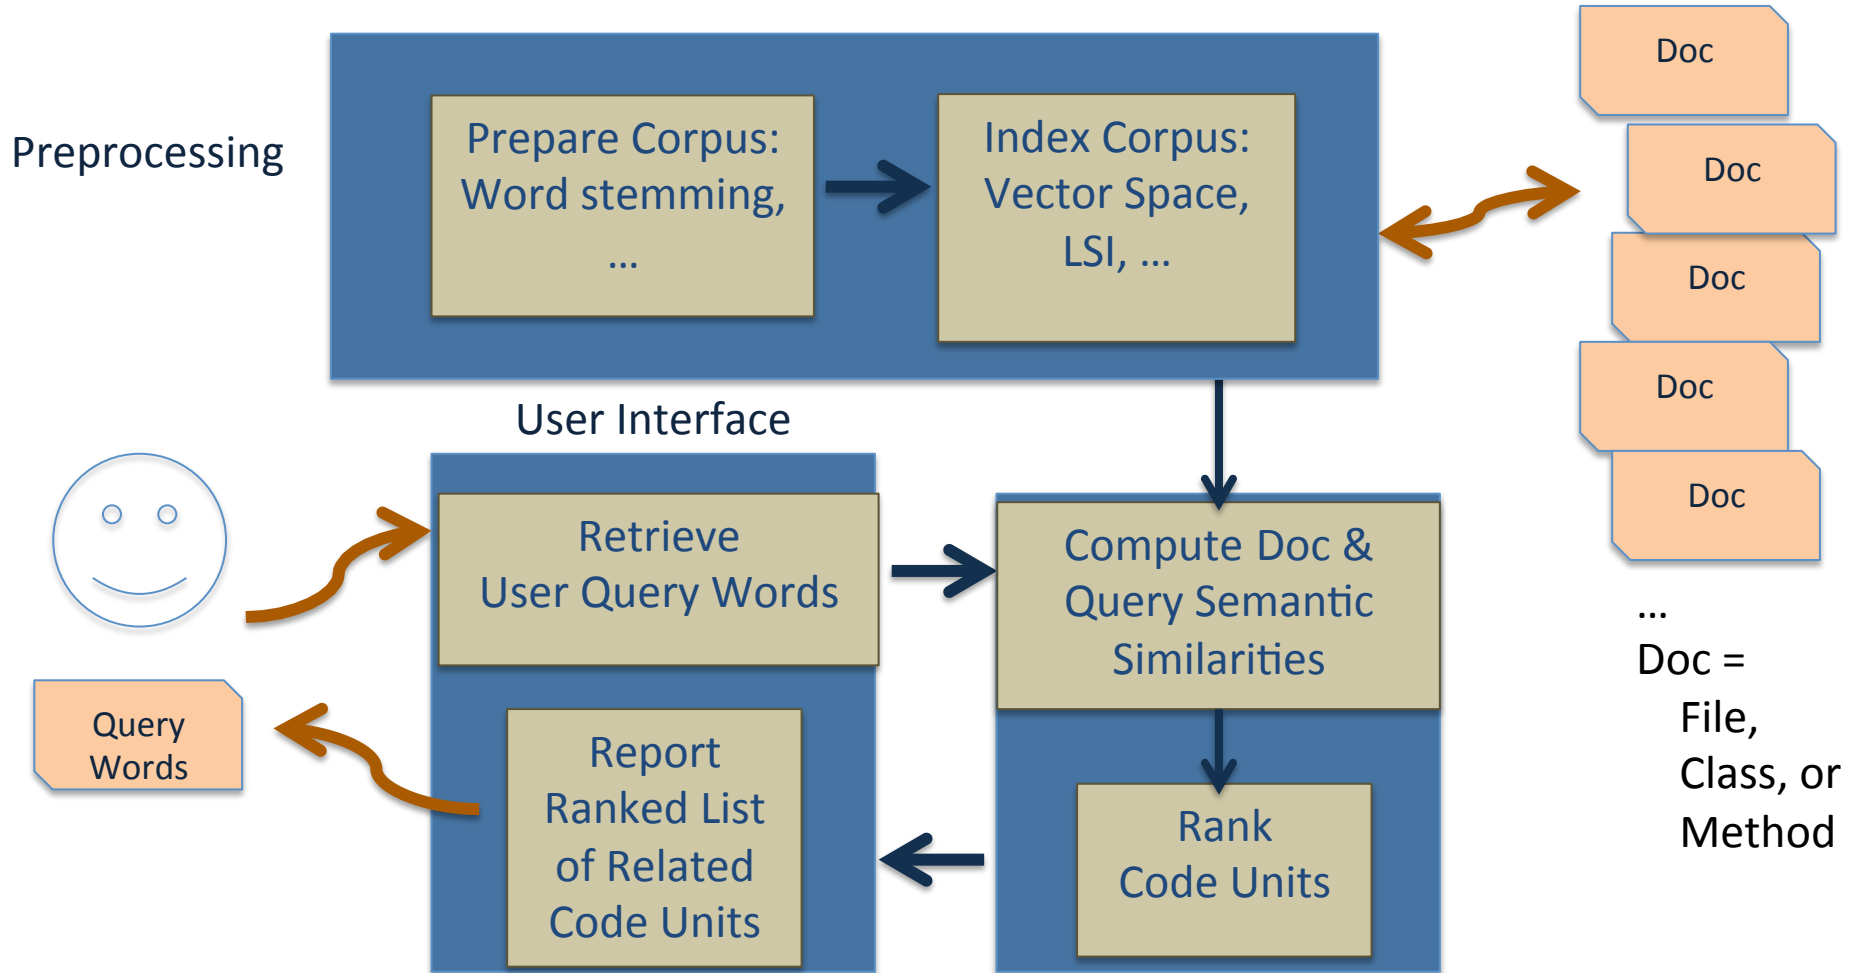 Preprocessing
Prepare Corpus:
Word stemming,
...
Index Corpus:
Vector Space,
LSI, ...
Doc
Doc
Doc
Doc
Doc
...
Doc =
File,
Class, or
Method
User Interface
Retrieve
User Query Words
Compute Doc &
Query Semantic
Similarities
Query
Words
Report
Ranked List
of Related
Code Units
Rank
Code Units